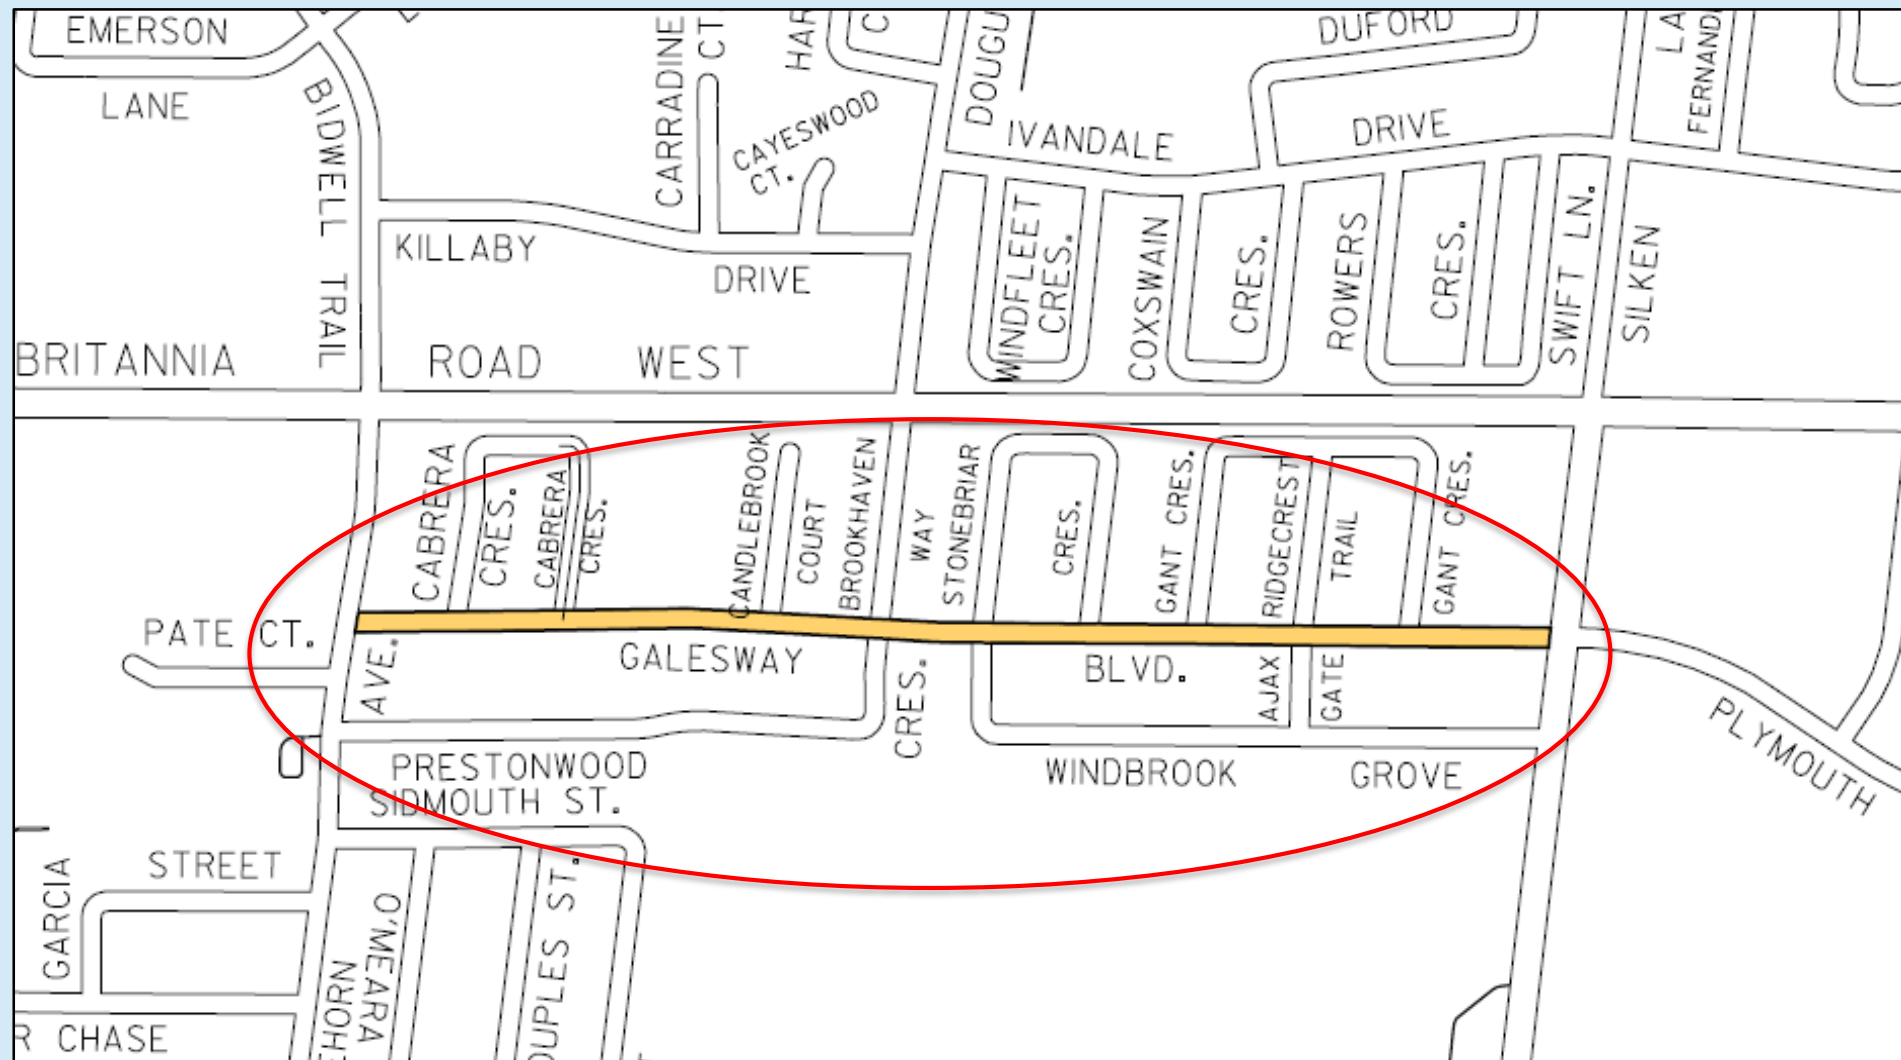 EMERSON
LANE
BIDWELL TRAIL
CARRADINE CT
CAYESWOOD
CT.
DUFORD
IVANDALE DRIVE
KILLABY
DRIVE
WINDFLEET
CRES.
COXSWAIN
CRES.
ROWERS
CRES.
SWIFT LN.
SILKEN
BRITANNIA ROAD WEST
CABRERA
CRES.
CABRERA
CRES.
CANDLEBROOK
COURT
BROOKHAVEN
WAY
STONEBRIAR
CRES.
GANT CRES.
RIDGECREST
TRAIL
GANT CRES.
PATE CT.
AVE.
GALESWAY BLVD.
CRES.
AJAX
GATE
PLYMOUTH
PRESTONWOOD
SIDMOUTH ST.
WINDBROOK GROVE
STREET
GARCIA
O'MEARA
ST.
CHASE